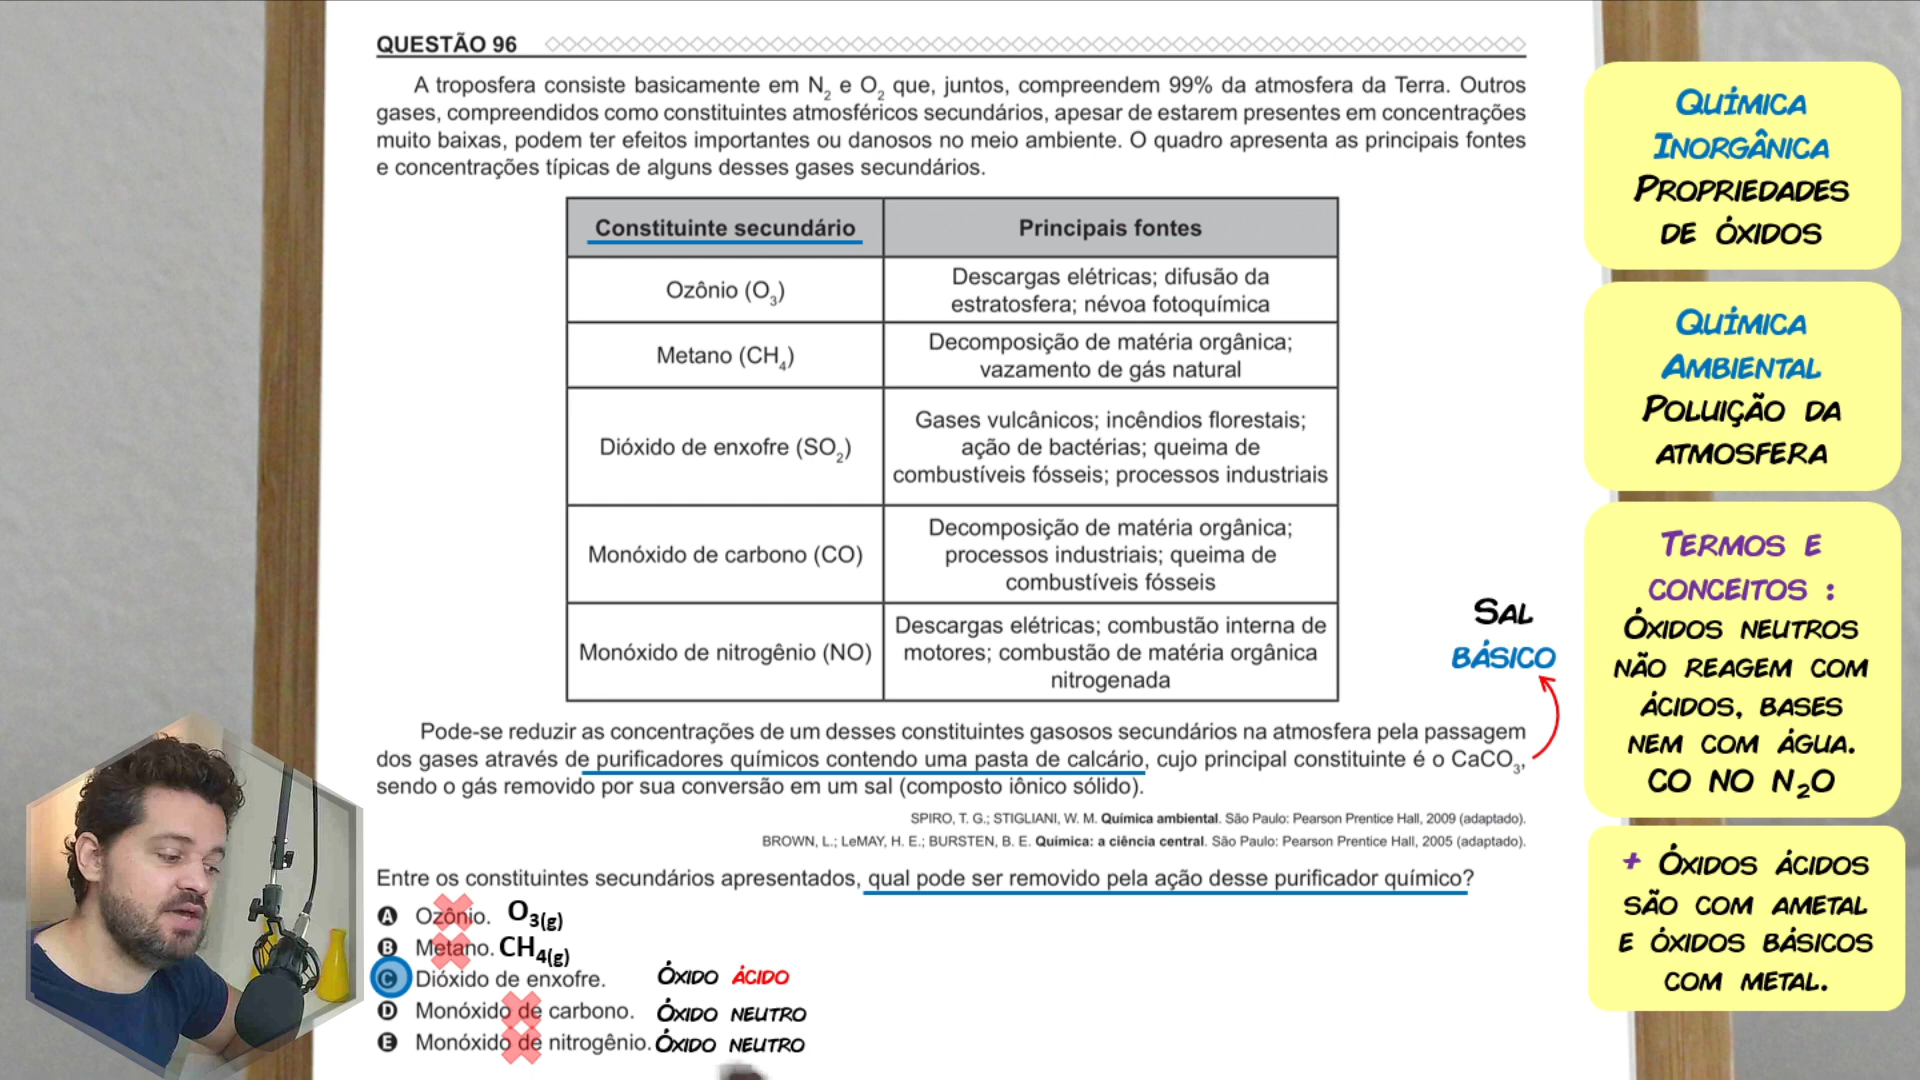 QUESTÃO 96
A troposfera consiste basicamente em N2 e O2 que, juntos, compreendem 99% da atmosfera da Terra. Outros
gases, compreendidos como constituintes atmosféricos secundários, apesar de estarem presentes em concentrações
muito baixas, podem ter efeitos importantes ou danosos no meio ambiente. O quadro apresenta as principais fontes
e concentrações típicas de alguns desses gases secundários.
Constituinte secundário
Principais fontes
Ozônio (O3)
Descargas elétricas; difusão da
estratosfera; névoa fotoquímica
Metano (CH4)
Decomposição de matéria orgânica;
vazamento de gás natural
Dióxido de enxofre (SO2)
Gases vulcânicos; incêndios florestais;
ação de bactérias; queima de
combustíveis fósseis; processos industriais
Monóxido de carbono (CO)
Decomposição de matéria orgânica;
processos industriais; queima de
combustíveis fósseis
Monóxido de nitrogênio (NO)
Descargas elétricas; combustão interna de
motores; combustão de matéria orgânica
nitrogenada
SAL
BÁSICO
Pode-se reduzir as concentrações de um desses constituintes gasosos secundários na atmosfera pela passagem
dos gases através de purificadores químicos contendo uma pasta de calcário, cujo principal constituinte é o CaCO3,
sendo o gás removido por sua conversão em um sal (composto iônico sólido).
SPIRO, T. G.; STIGLIANI, W. M. Química ambiental. São Paulo: Pearson Prentice Hall, 2009 (adaptado).
BROWN, L.; LeMAY, H. E.; BURSTEN, B. E. Química: a ciência central. São Paulo: Pearson Prentice Hall, 2005 (adaptado).
Entre os constituintes secundários apresentados, qual pode ser removido pela ação desse purificador químico?
A Ozônio. O3(g)
B Metano. CH4(g)
C Dióxido de enxofre. ÓXIDO ÁCIDO
D Monóxido de carbono. ÓXIDO NEUTRO
E Monóxido de nitrogênio. ÓXIDO NEUTRO
QUÍMICA
INORGÂNICA
PROPRIEDADES
DE ÓXIDOS
QUÍMICA
AMBIENTAL
POLUIÇÃO DA
ATMOSFERA
TERMOS E
CONCEITOS :
ÓXIDOS NEUTROS
NÃO REAGEM COM
ÁCIDOS, BASES
NEM COM ÁGUA.
CO NO N2O
+ ÓXIDOS ÁCIDOS
SÃO COM AMETAL
E ÓXIDOS BÁSICOS
COM METAL.